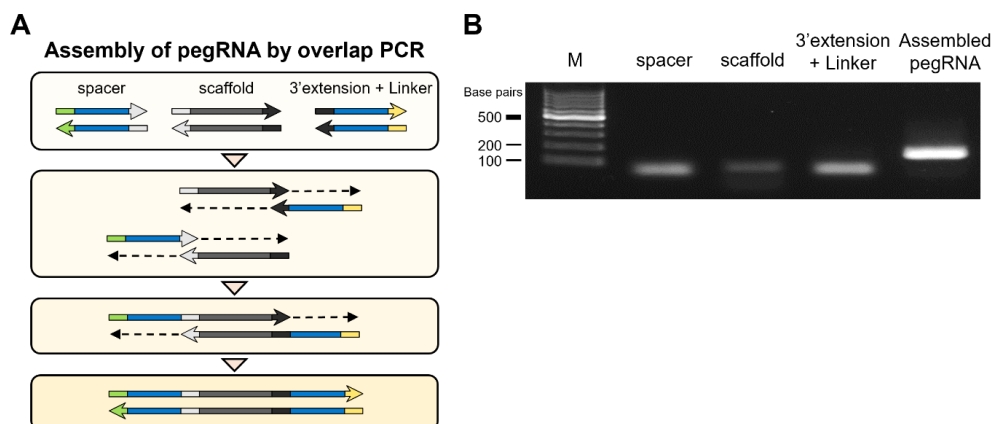 A
Assembly of pegRNA by overlap PCR
spacer
scaffold
3'extension + Linker
B
M
spacer
scaffold
3'extension
+ Linker
Assembled
pegRNA
Base pairs
500
200
100